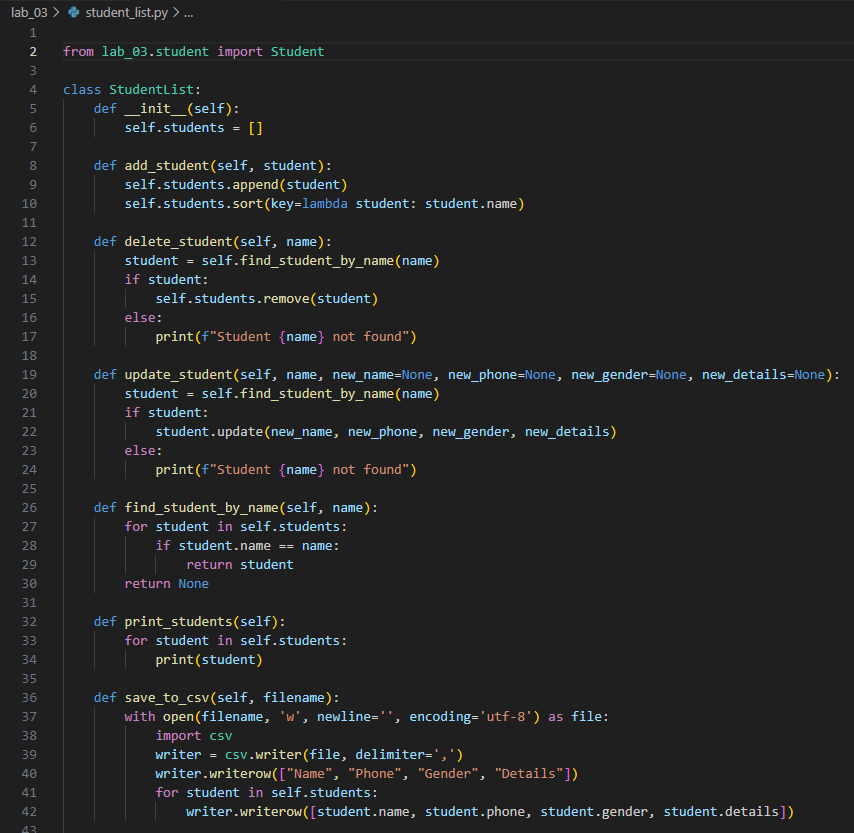 lab_03 > student_list.py > ...
1
2 from lab_03.student import Student
3
4 class StudentList:
5     def __init__(self):
6         self.students = []
7
8     def add_student(self, student):
9         self.students.append(student)
10         self.students.sort(key=lambda student: student.name)
11
12     def delete_student(self, name):
13         student = self.find_student_by_name(name)
14         if student:
15             self.students.remove(student)
16         else:
17             print(f"Student {name} not found")
18
19     def update_student(self, name, new_name=None, new_phone=None, new_gender=None, new_details=None):
20         student = self.find_student_by_name(name)
21         if student:
22             student.update(new_name, new_phone, new_gender, new_details)
23         else:
24             print(f"Student {name} not found")
25
26     def find_student_by_name(self, name):
27         for student in self.students:
28             if student.name == name:
29                 return student
30         return None
31
32     def print_students(self):
33         for student in self.students:
34             print(student)
35
36     def save_to_csv(self, filename):
37         with open(filename, 'w', newline='', encoding='utf-8') as file:
38             import csv
39             writer = csv.writer(file, delimiter=',')
40             writer.writerow(["Name", "Phone", "Gender", "Details"])
41             for student in self.students:
42                 writer.writerow([student.name, student.phone, student.gender, student.details])
43